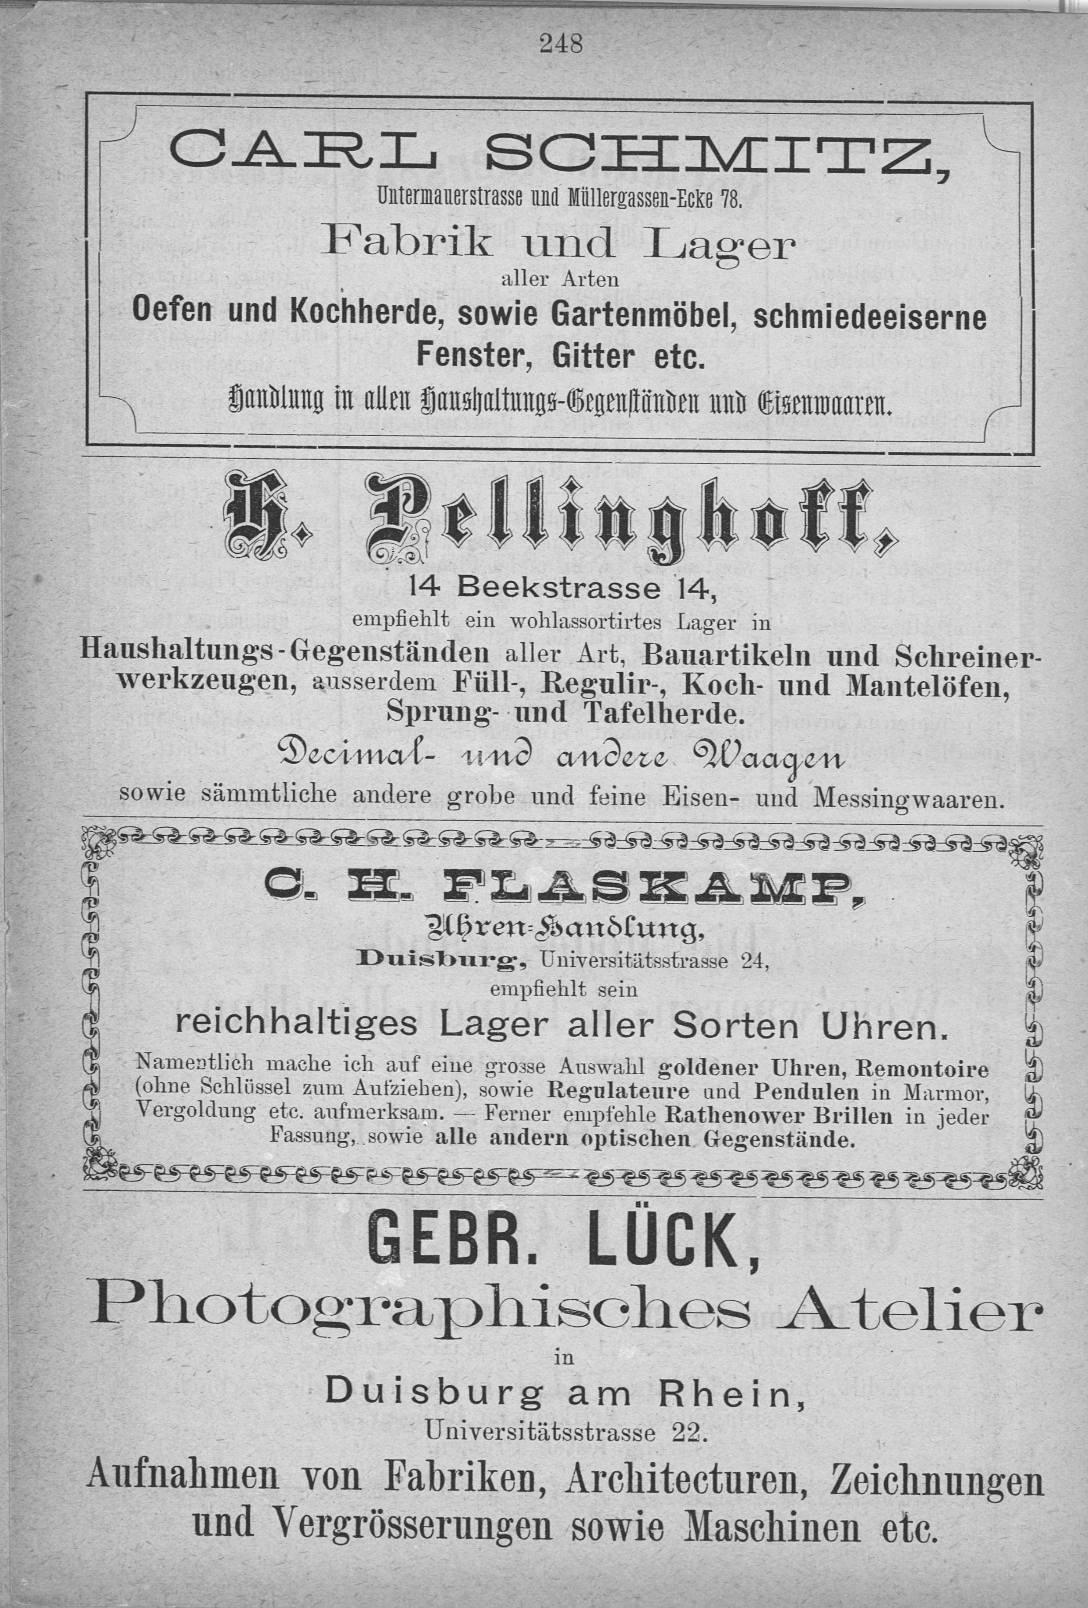 248
CARL SCHMITZ,
Untermauerstrasse und Müllergassen-Ecke 78.
Fabrik und Lager
aller Arten
Oefen und Kochherde, sowie Gartenmöbel, schmiedeeiserne
Fenster, Gitter etc.
Handlung in allen Haushaltungs-Gegenständen und Eisenwaaren.
H. Pellinghoff,
14 Beekstrasse 14,
empfiehlt ein wohlassortirtes Lager in
Haushaltungs-Gegenständen aller Art, Bauartikeln und Schreiner-
werkzeugen, ausserdem Füll-, Regulir-, Koch- und Mantelöfen,
Sprung- und Tafelherde.
Decimal- und andere Waagen
sowie sämmtliche andere grobe und feine Eisen- und Messingwaaren.
C. H. FLASKAMP,
Uhren-Handlung,
Duisburg, Universitätsstrasse 24,
empfiehlt sein
reichhaltiges Lager aller Sorten Uhren.
Namentlich mache ich auf eine grosse Auswahl goldener Uhren, Remontoire
(ohne Schlüssel zum Aufziehen), sowie Regulateure und Pendulen in Marmor,
Vergoldung etc. aufmerksam. — Ferner empfehle Rathenower Brillen in jeder
Fassung, sowie alle andern optischen Gegenstände.
GEBR. LÜCK,
Photographisches Atelier
in
Duisburg am Rhein,
Universitätsstrasse 22.
Aufnahmen von Fabriken, Architecturen, Zeichnungen
und Vergrösserungen sowie Maschinen etc.